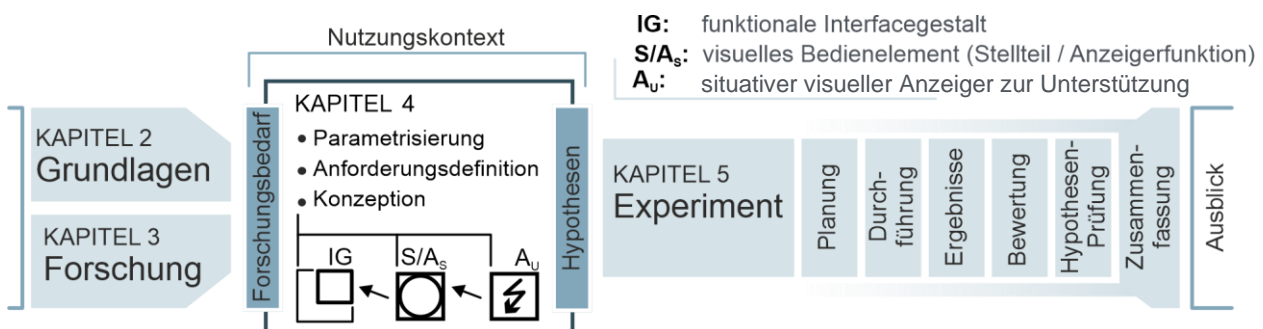 Nutzungskontext
IG: funktionale Interfacegestalt
S/As: visuelles Bedienelement (Stellteil / Anzeigerfunktion)
AU: situativer visueller Anzeiger zur Unterstützung
KAPITEL 2
Grundlagen
KAPITEL 3
Forschung
Forschungsbedarf
KAPITEL 4
• Parametrisierung
• Anforderungsdefinition
• Konzeption
IG S/As AU
Hypothesen
KAPITEL 5
Experiment
Planung
Durch-
führung
Ergebnisse
Bewertung
Hypothesen-
Prüfung
Zusammen-
fassung
Ausblick